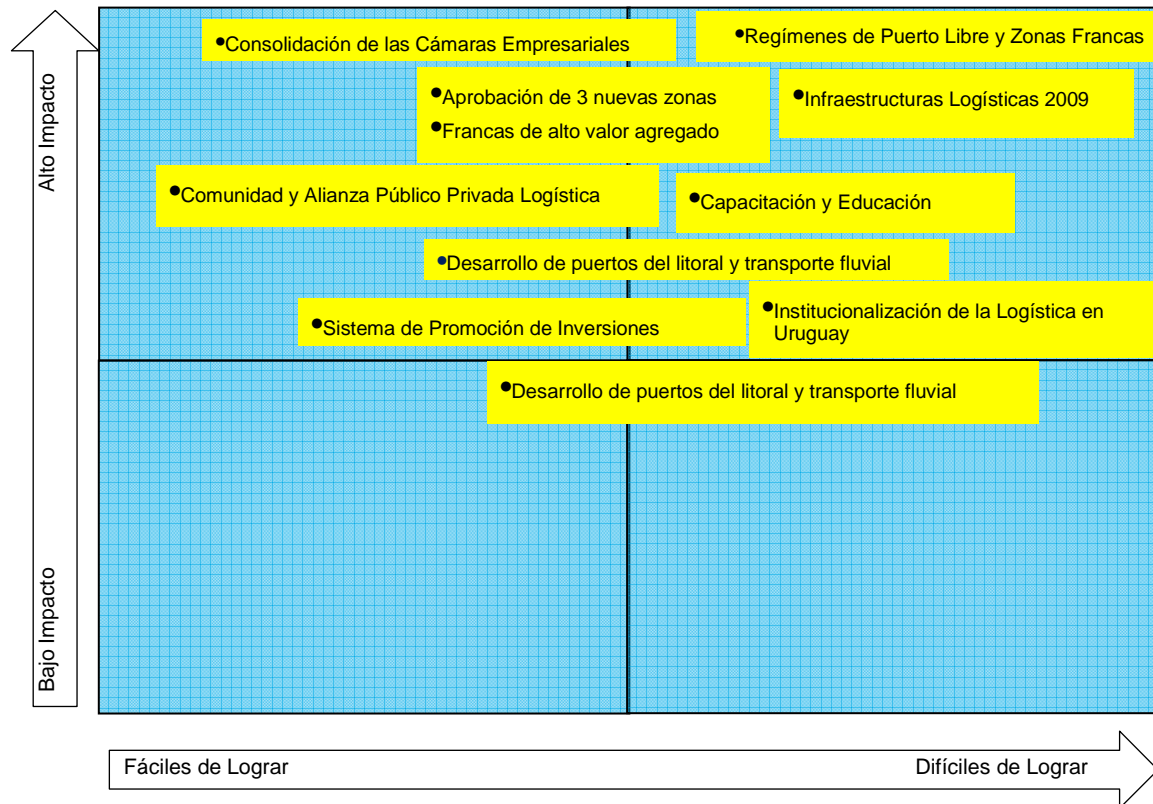 Alto Impacto
Bajo Impacto
•Consolidación de las Cámaras Empresariales
•Regímenes de Puerto Libre y Zonas Francas
•Aprobación de 3 nuevas zonas
•Francas de alto valor agregado
•Infraestructuras Logísticas 2009
•Comunidad y Alianza Público Privada Logística
•Capacitación y Educación
•Desarrollo de puertos del litoral y transporte fluvial
•Sistema de Promoción de Inversiones
•Institucionalización de la Logística en
Uruguay
•Desarrollo de puertos del litoral y transporte fluvial
Fáciles de Lograr
Difíciles de Lograr